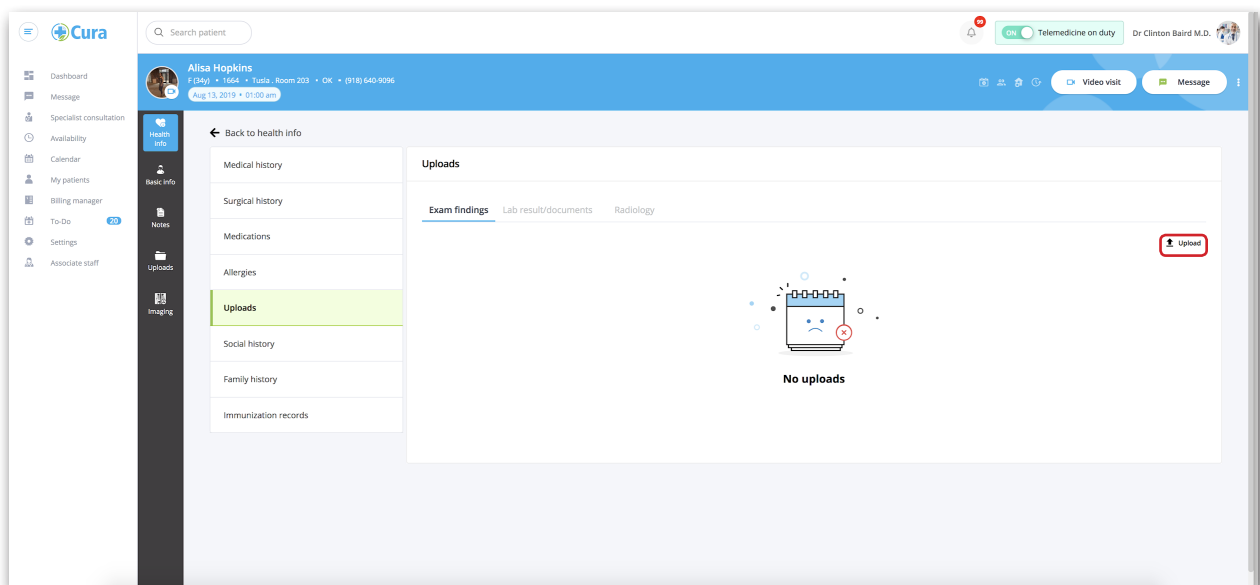 Cura
Search patient
99
ON Telemedicine on duty
Dr Clinton Baird M.D.
Dashboard
Message
Specialist consultation
Availability
Calendar
My patients
Billing manager
To-Do 20
Settings
Associate staff
Alisa Hopkins
F (34y) • 1664 • Tusla . Room 203 • OK • (918) 640-9096
Aug 13, 2019 • 01:00 am
Video visit
Message
Health
info
Basic info
Notes
Uploads
Imaging
Back to health info
Medical history
Surgical history
Medications
Allergies
Uploads
Social history
Family history
Immunization records
Uploads
Exam findings Lab result/documents Radiology
Upload
No uploads